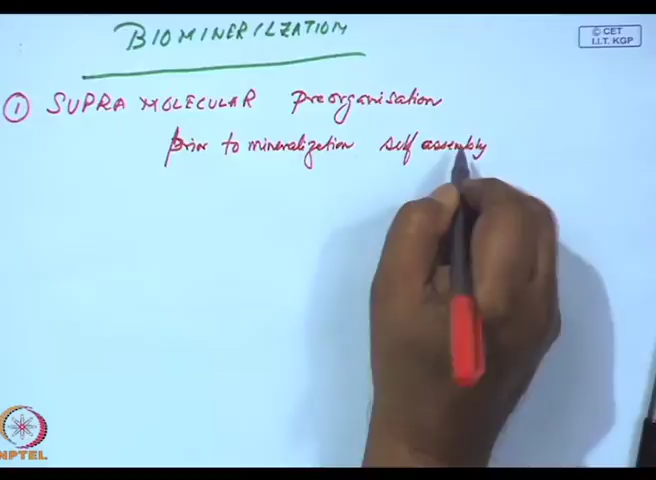 BIOMINERILZATION
© CET
I.I.T. KGP
① SUPRA MOLECULAR Preorganisation
prior to mineralization self assembly
NPTEL